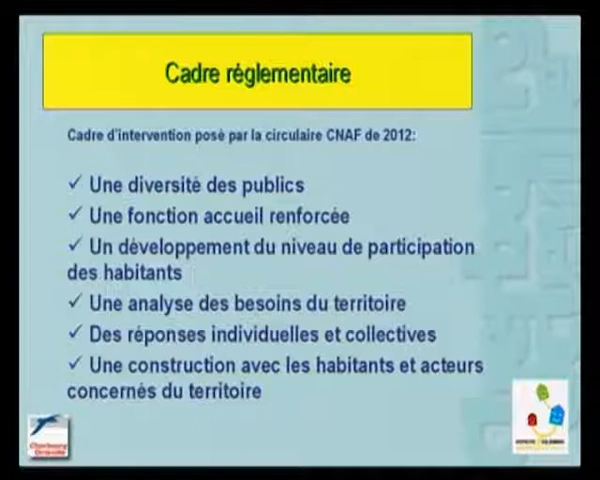 Cadre réglementaire
Cadre d'intervention posé par la circulaire CNAF de 2012:
✓ Une diversité des publics
✓ Une fonction accueil renforcée
✓ Un développement du niveau de participation
des habitants
✓ Une analyse des besoins du territoire
✓ Des réponses individuelles et collectives
✓ Une construction avec les habitants et acteurs
concernés du territoire
Cherbourg
Octeville